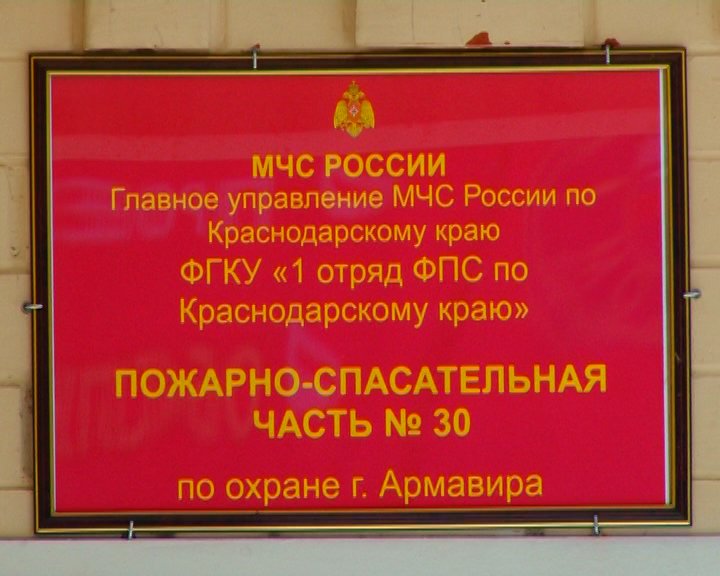 МЧС РОССИИ
Главное управление МЧС России по
Краснодарскому краю
ФГКУ «1 отряд ФПС по
Краснодарскому краю»
ПОЖАРНО-СПАСАТЕЛЬНАЯ
ЧАСТЬ № 30
по охране г. Армавира